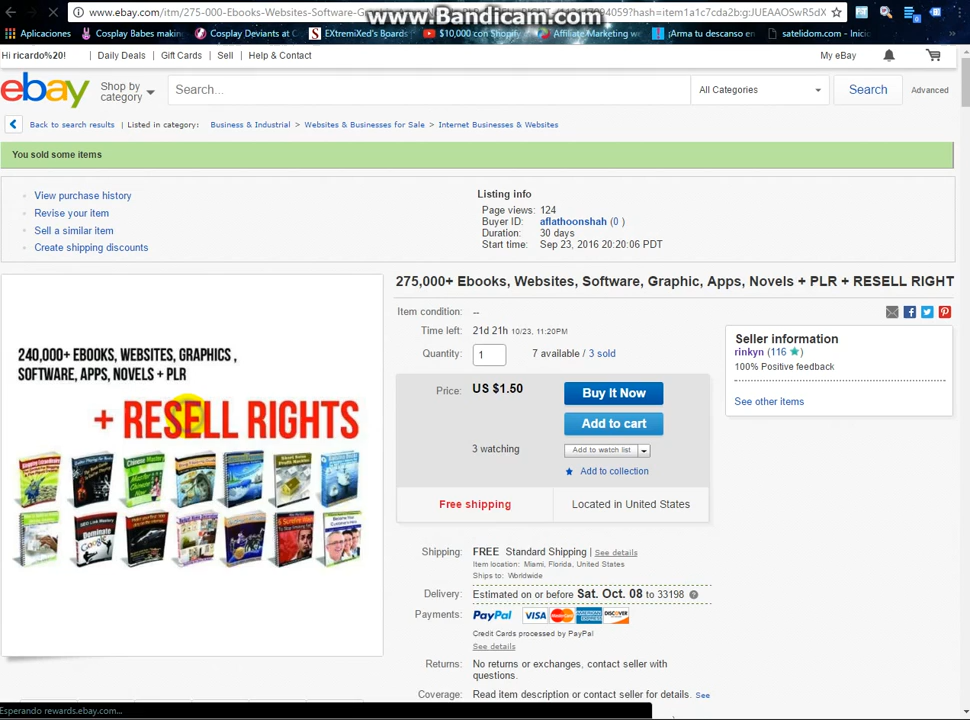 www.Bandicam.com
www.ebay.com/itm/275-000-Ebooks-Websites-Software-G
059?hash=item1a1c7cda2b:g:JUEAAOSwR5dX
Aplicaciones
Cosplay Babes making
Cosplay Deviants at C
EXtremiXed's Boards
$10,000 con Shopify
Affiliate Marketing we
¡Arma tu descanso en
satelidom.com - Inicio
Hi ricardo%20! | Daily Deals | Gift Cards | Sell | Help & Contact
My eBay
ebay
Shop by category
Search...
All Categories
Search
Advanced
Back to search results | Listed in category: Business & Industrial > Websites & Businesses for Sale > Internet Businesses & Websites
You sold some items
View purchase history
Revise your item
Sell a similar item
Create shipping discounts
Listing info
Page views: 124
Buyer ID: aflathoonshah (0 )
Duration: 30 days
Start time: Sep 23, 2016 20:20:06 PDT
240,000+ EBOOKS, WEBSITES, GRAPHICS ,
SOFTWARE, APPS, NOVELS + PLR
+ RESELL RIGHTS
275,000+ Ebooks, Websites, Software, Graphic, Apps, Novels + PLR + RESELL RIGHT
Item condition: --
Time left: 21d 21h 10/23, 11:20PM
Quantity: 1 7 available / 3 sold
Price: US $1.50
Buy It Now
Add to cart
3 watching
Add to watch list
Add to collection
Free shipping
Located in United States
Seller information
rinkyn (116 )
100% Positive feedback
See other items
Shipping: FREE Standard Shipping | See details
Item location: Miami, Florida, United States
Ships to: Worldwide
Delivery: Estimated on or before Sat. Oct. 08 to 33198
Payments: PayPal VISA MasterCard DISCOVER
Credit Cards processed by PayPal
See details
Returns: No returns or exchanges, contact seller with
questions.
Coverage: Read item description or contact seller for details. See
Esperando rewards.ebay.com...